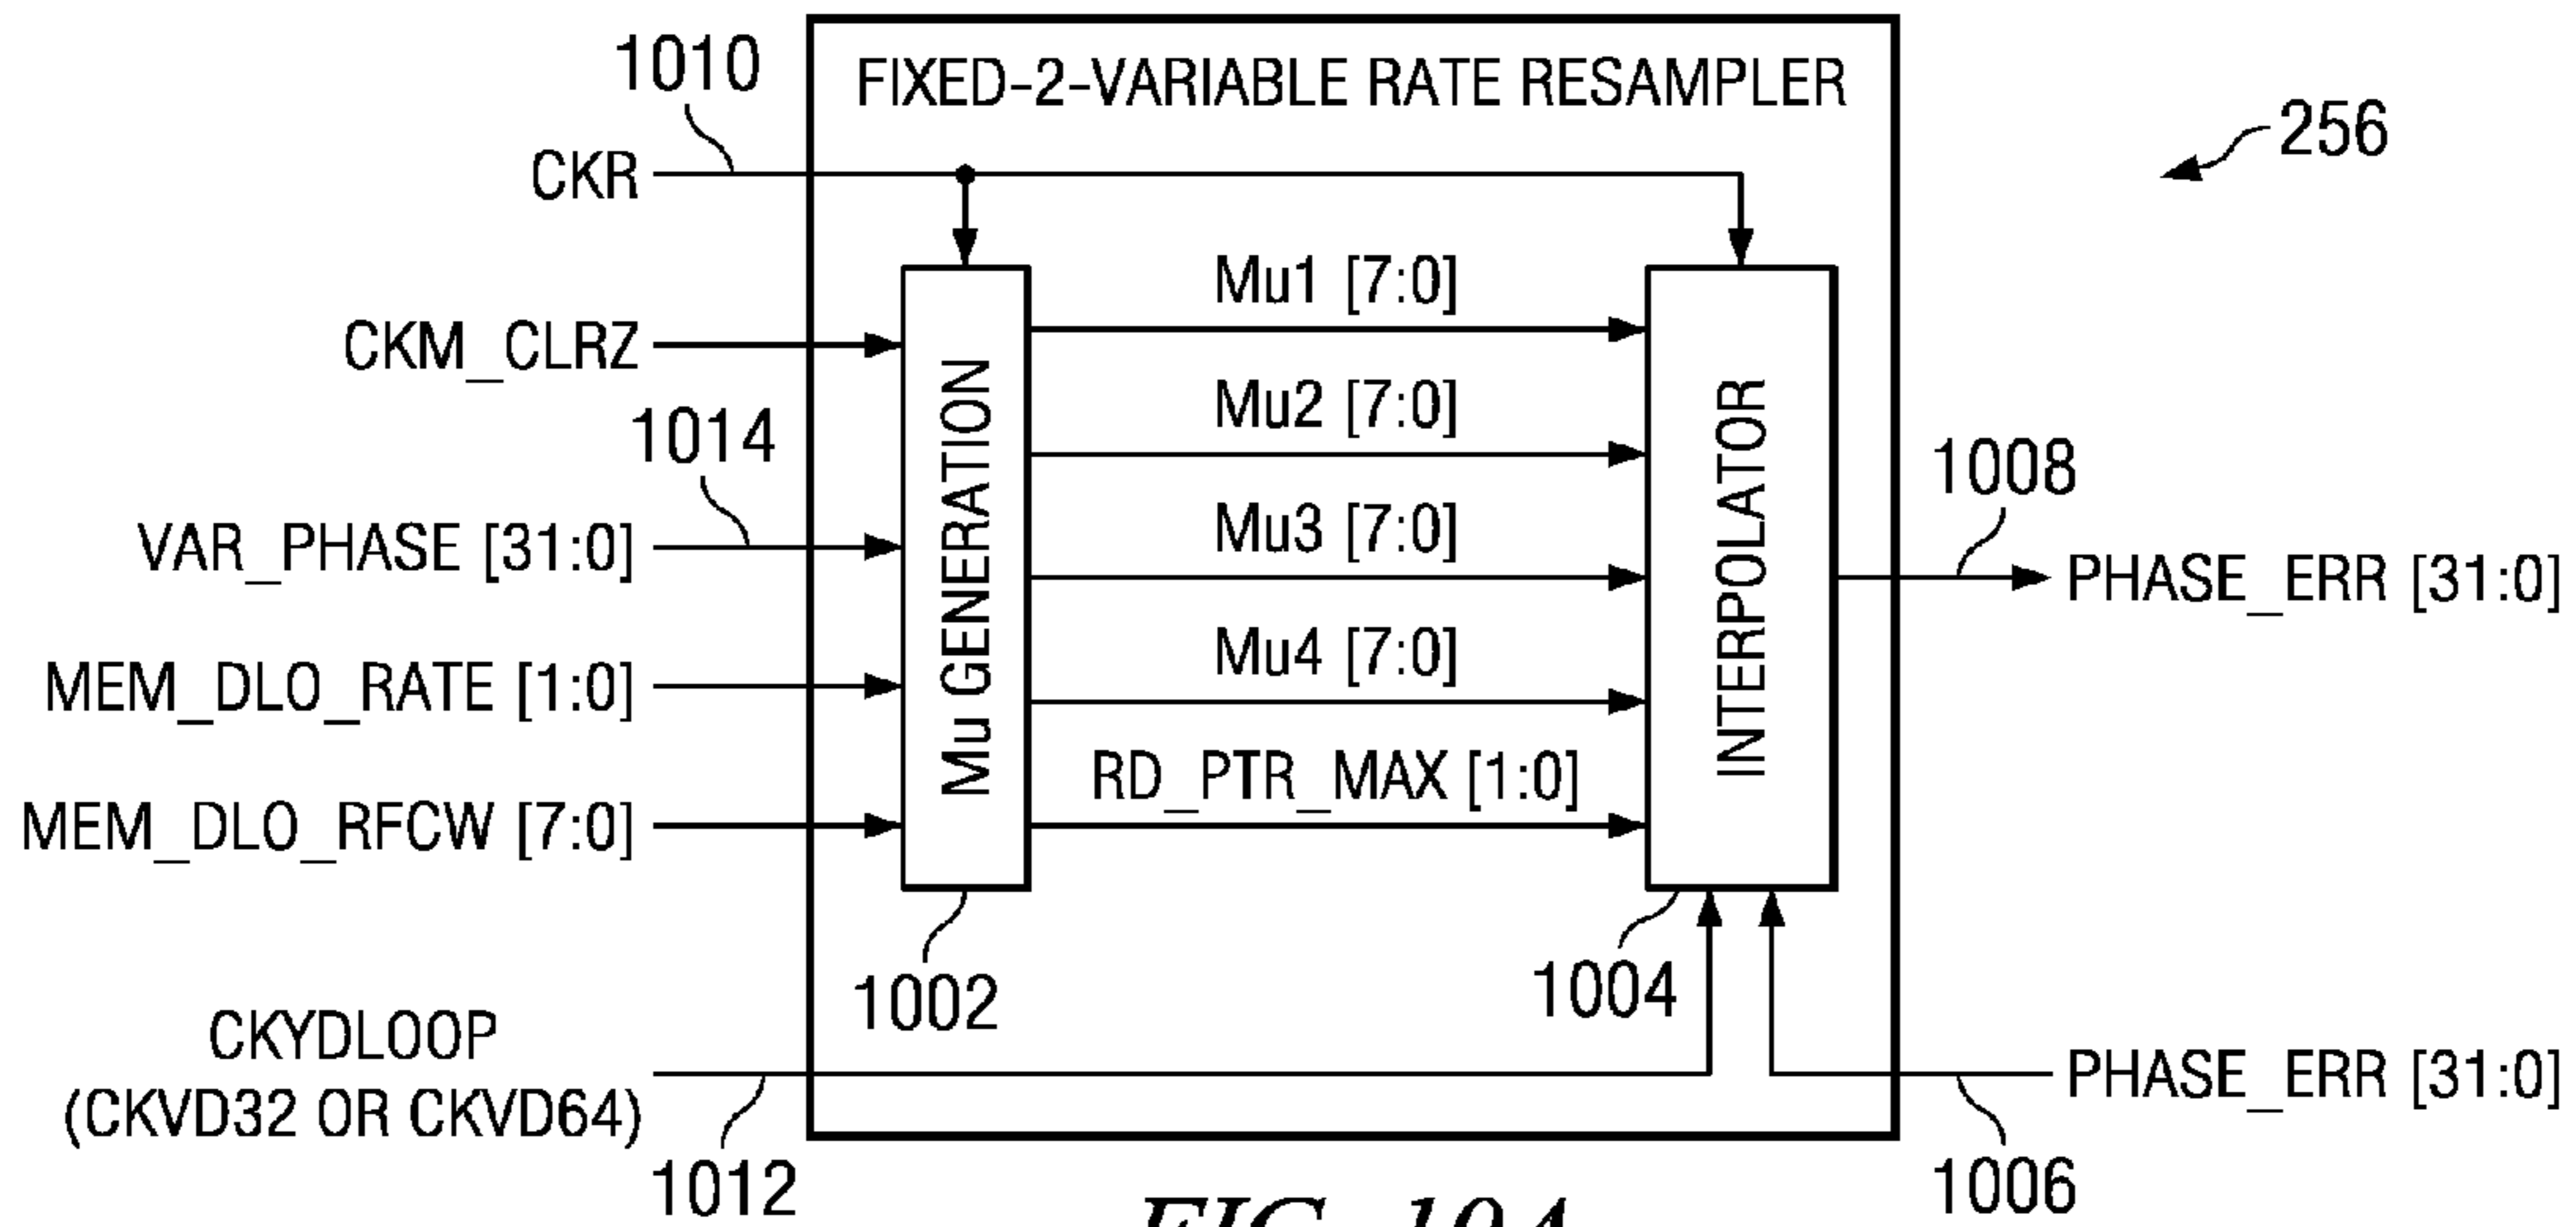 1010
FIXED-2-VARIABLE RATE RESAMPLER
256
CKR
CKM_CLRZ
1014
VAR_PHASE [31:0]
MEM_DLO_RATE [1:0]
MEM_DLO_RFCW [7:0]
Mu GENERATION
Mu1 [7:0]
Mu2 [7:0]
Mu3 [7:0]
Mu4 [7:0]
RD_PTR_MAX [1:0]
INTERPOLATOR
1008
PHASE_ERR [31:0]
1002
1004
CKYDLOOP
(CKVD32 OR CKVD64)
1012
PHASE_ERR [31:0]
1006
FIG. 10A